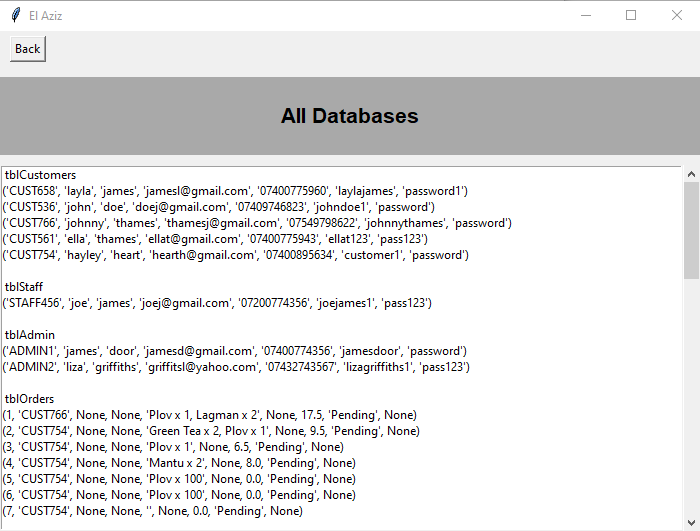 El Aziz
Back
All Databases
tblCustomers
('CUST658', 'layla', 'james', 'jamesl@gmail.com', '07400775960', 'laylajames', 'password1')
('CUST536', 'john', 'doe', 'doej@gmail.com', '07409746823', 'johndoe1', 'password')
('CUST766', 'johnny', 'thames', 'thamesj@gmail.com', '07549798622', 'johnnythames', 'password')
('CUST561', 'ella', 'thames', 'ellat@gmail.com', '07400775943', 'ellat123', 'pass123')
('CUST754', 'hayley', 'heart', 'hearth@gmail.com', '07400895634', 'customer1', 'password')
tblStaff
('STAFF456', 'joe', 'james', 'joej@gmail.com', '07200774356', 'joejames1', 'pass123')
tblAdmin
('ADMIN1', 'james', 'door', 'jamesd@gmail.com', '07400774356', 'jamesdoor', 'password')
('ADMIN2', 'liza', 'griffiths', 'griffitsl@yahoo.com', '07432743567', 'lizagriffiths1', 'pass123')
tblOrders
(1, 'CUST766', None, None, 'Plov x 1, Lagman x 2', None, 17.5, 'Pending', None)
(2, 'CUST754', None, None, 'Green Tea x 2, Plov x 1', None, 9.5, 'Pending', None)
(3, 'CUST754', None, None, 'Plov x 1', None, 6.5, 'Pending', None)
(4, 'CUST754', None, None, 'Mantu x 2', None, 8.0, 'Pending', None)
(5, 'CUST754', None, None, 'Plov x 100', None, 0.0, 'Pending', None)
(6, 'CUST754', None, None, 'Plov x 100', None, 0.0, 'Pending', None)
(7, 'CUST754', None, None, '', None, 0.0, 'Pending', None)